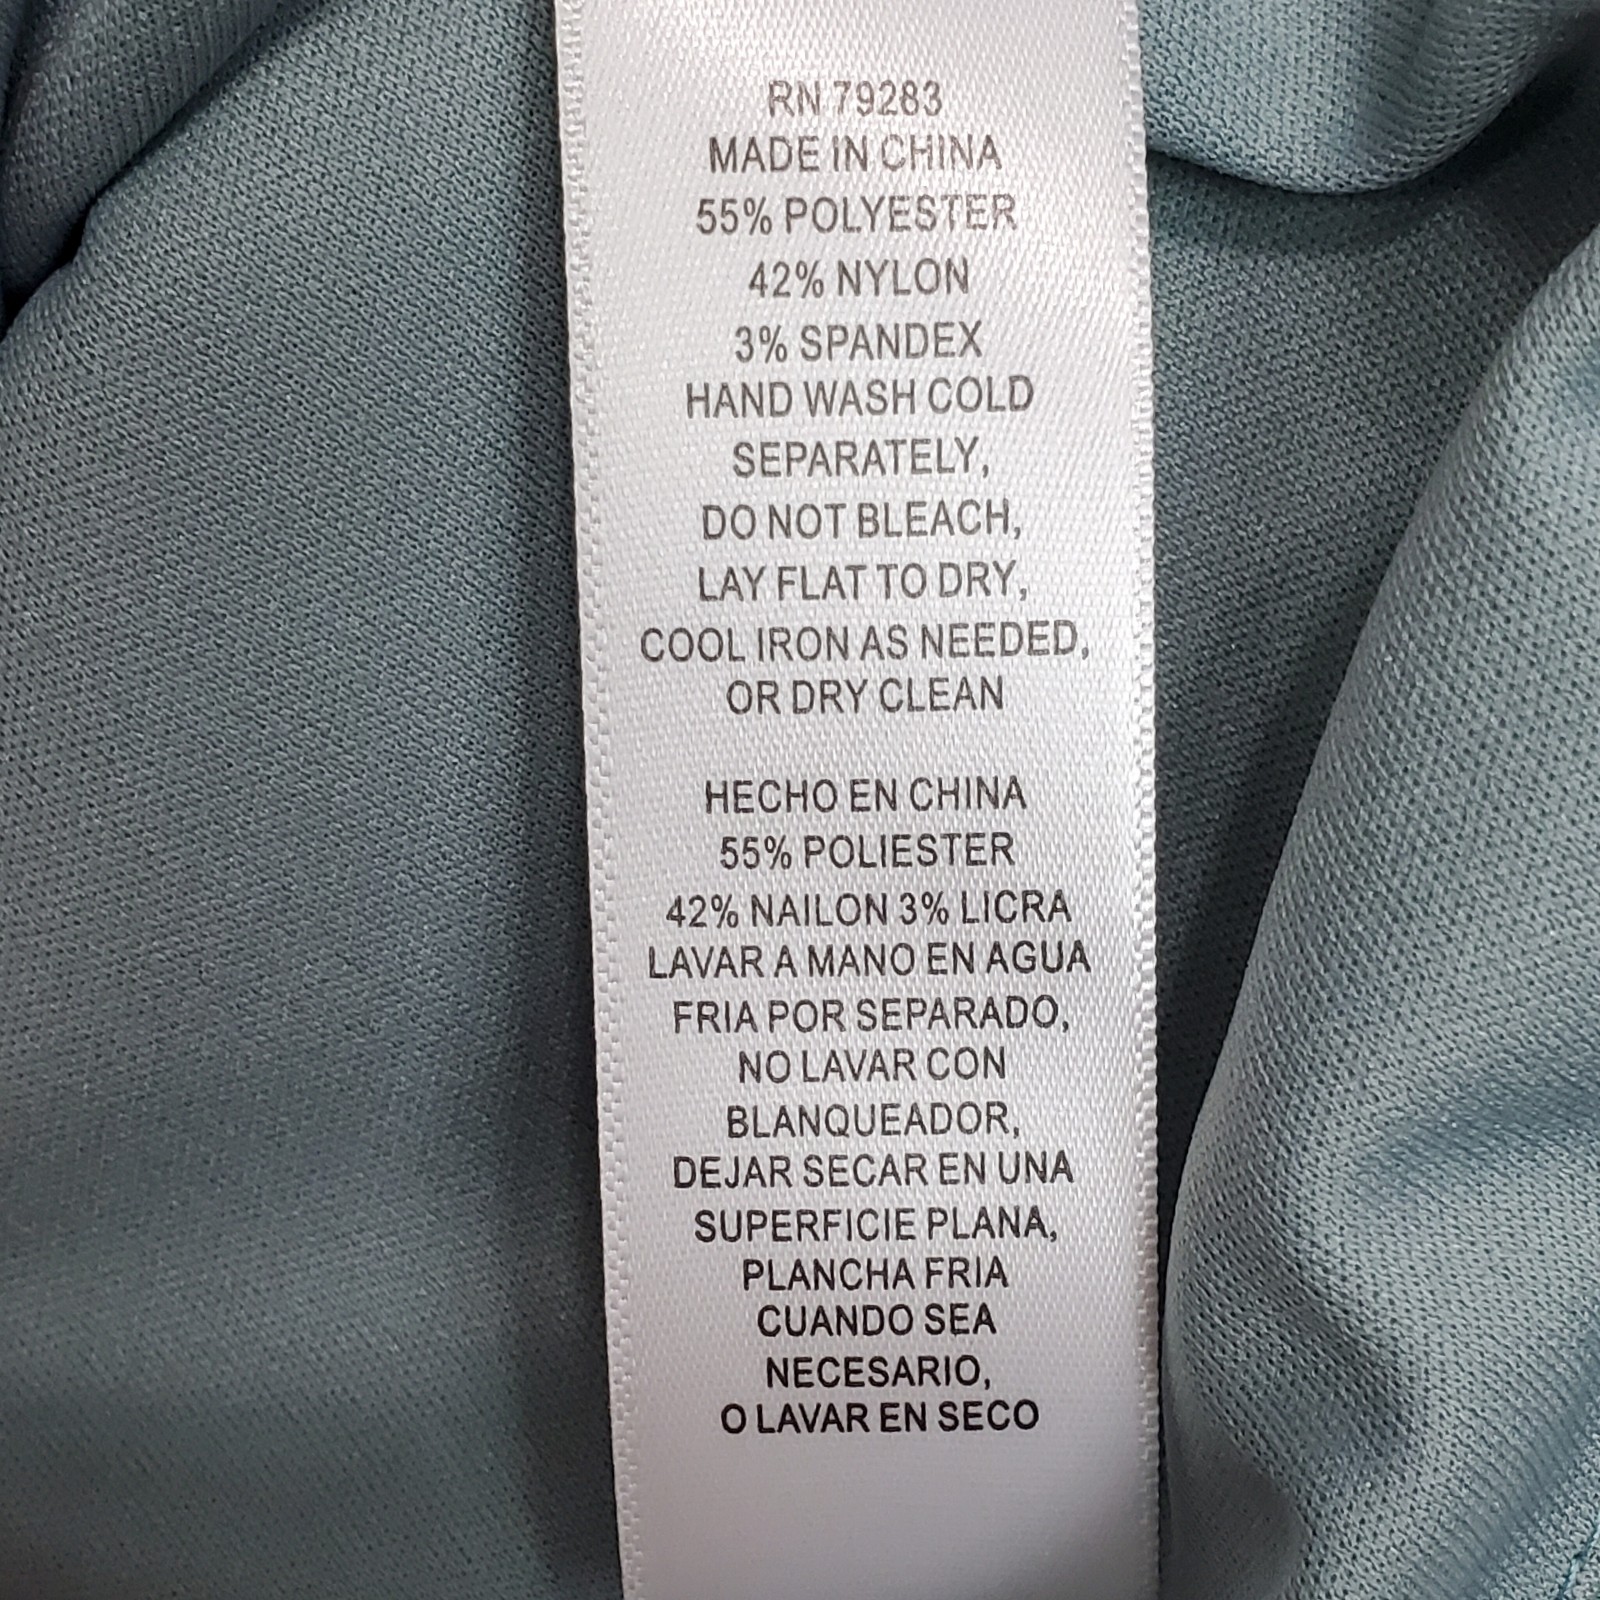 RN 79283
MADE IN CHINA
55% POLYESTER
42% NYLON
3% SPANDEX
HAND WASH COLD
SEPARATELY,
DO NOT BLEACH,
LAY FLAT TO DRY,
COOL IRON AS NEEDED,
OR DRY CLEAN
HECHO EN CHINA
55% POLIESTER
42% NAILON 3% LICRA
LAVAR A MANO EN AGUA
FRIA POR SEPARADO,
NO LAVAR CON
BLANQUEADOR,
DEJAR SECAR EN UNA
SUPERFICIE PLANA,
PLANCHA FRIA
CUANDO SEA
NECESARIO,
O LAVAR EN SECO